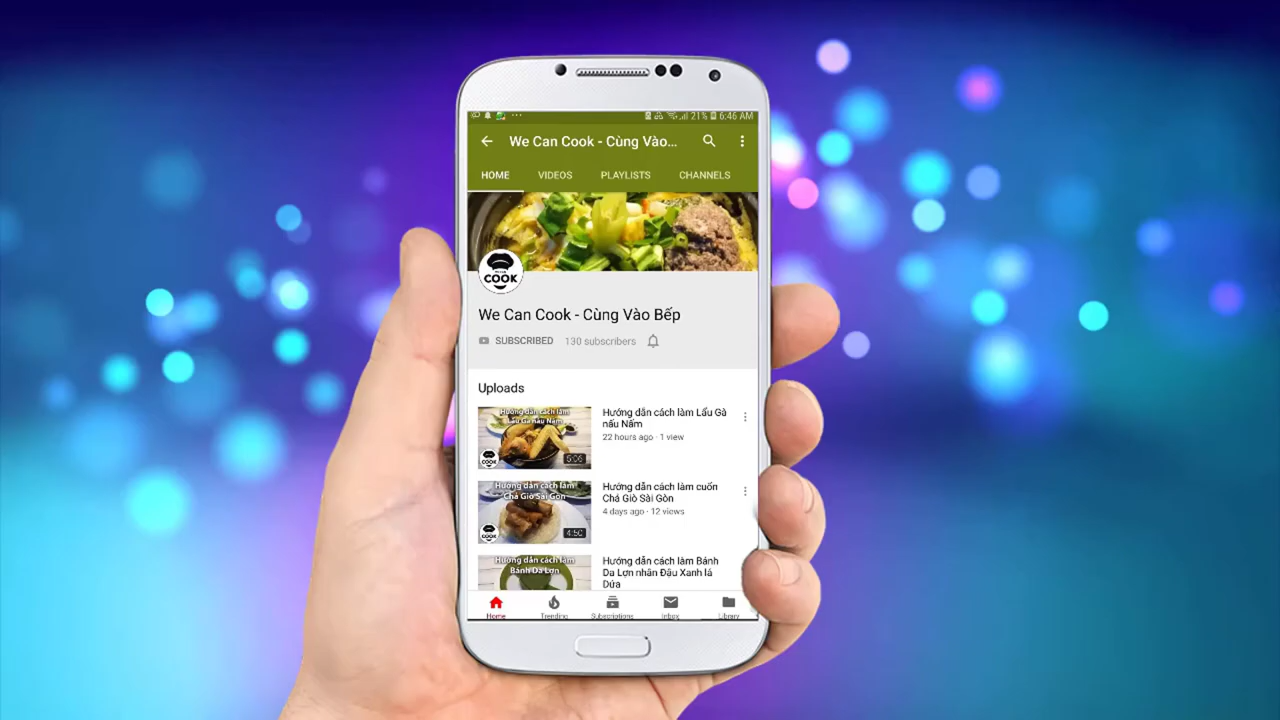 21% 6:46 AM
We Can Cook - Cùng Vào...
HOME VIDEOS PLAYLISTS CHANNELS
COOK
We Can Cook - Cùng Vào Bếp
SUBSCRIBED 130 subscribers
Uploads
Hướng dẫn cách làm
Lẩu Gà nấu Nấm
COOK
5:06
Hướng dẫn cách làm Lẩu Gà
nấu Nấm
22 hours ago · 1 view
Hướng dẫn cách làm
Chả Giò Sài Gòn
COOK
4:50
Hướng dẫn cách làm cuốn
Chả Giò Sài Gòn
4 days ago · 12 views
Hướng dẫn cách làm
Bánh Da Lợn
Hướng dẫn cách làm Bánh
Da Lợn nhân Đậu Xanh lá
Dứa
Home Trending Subscriptions Inbox Library